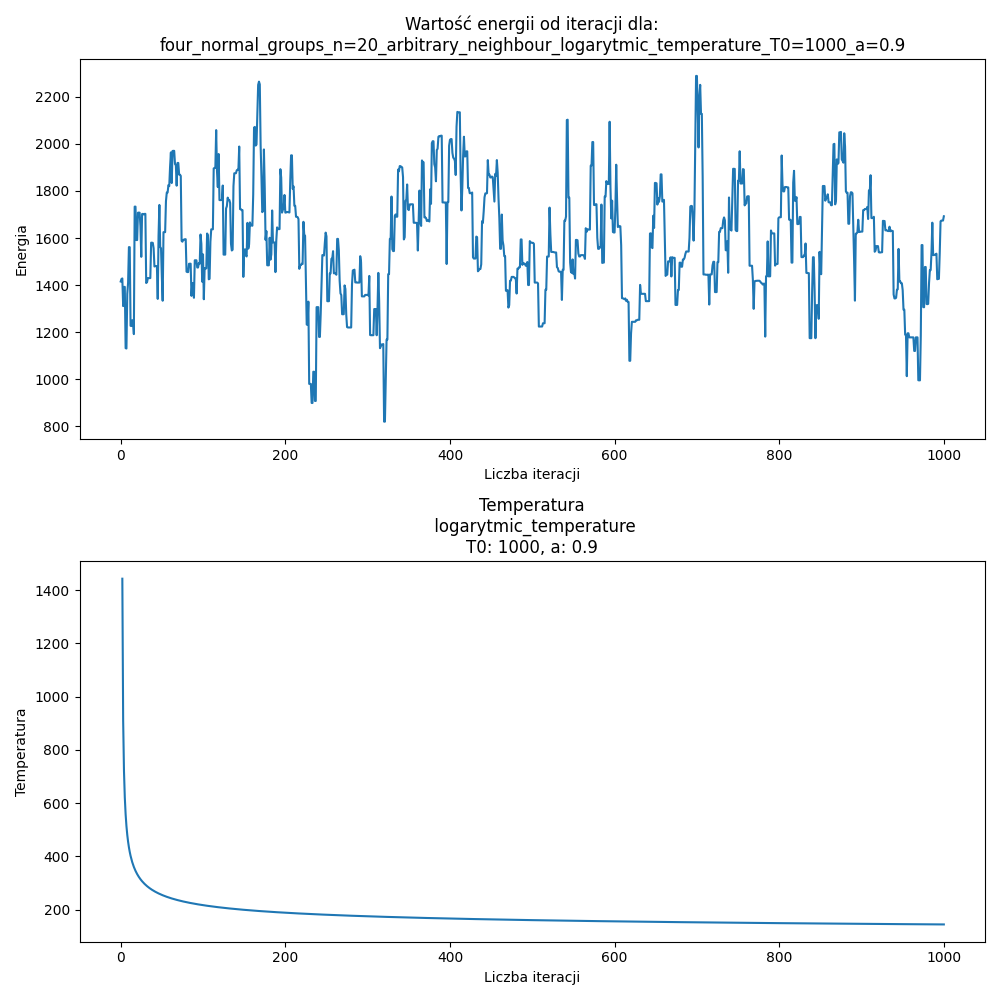 Wartość energii od iteracji dla:
four_normal_groups_n=20_arbitrary_neighbour_logarytmic_temperature_T0=1000_a=0.9
2200
2000
1800
1600
1400
1200
1000
800
Energia
0 200 400 600 800 1000
Liczba iteracji
Temperatura
logarytmic_temperature
T0: 1000, a: 0.9
1400
1200
1000
800
600
400
200
Temperatura
0 200 400 600 800 1000
Liczba iteracji